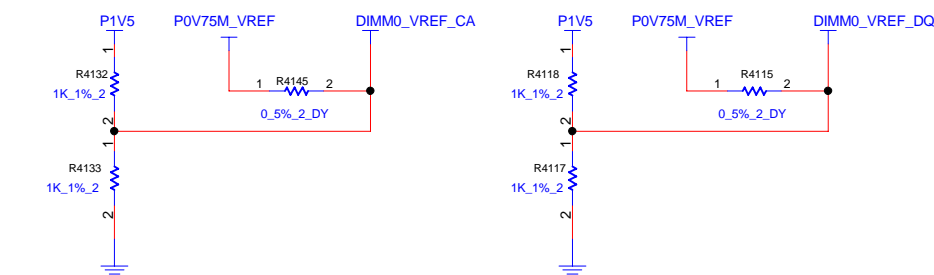 P1V5
P0V75M_VREF
DIMM0_VREF_CA
1
R4132
1K_1%_2
2
1 R4145 2
0_5%_2_DY
1
R4133
1K_1%_2
2
P1V5
P0V75M_VREF
DIMM0_VREF_DQ
1
R4118
1K_1%_2
2
1 R4115 2
0_5%_2_DY
1
R4117
1K_1%_2
2